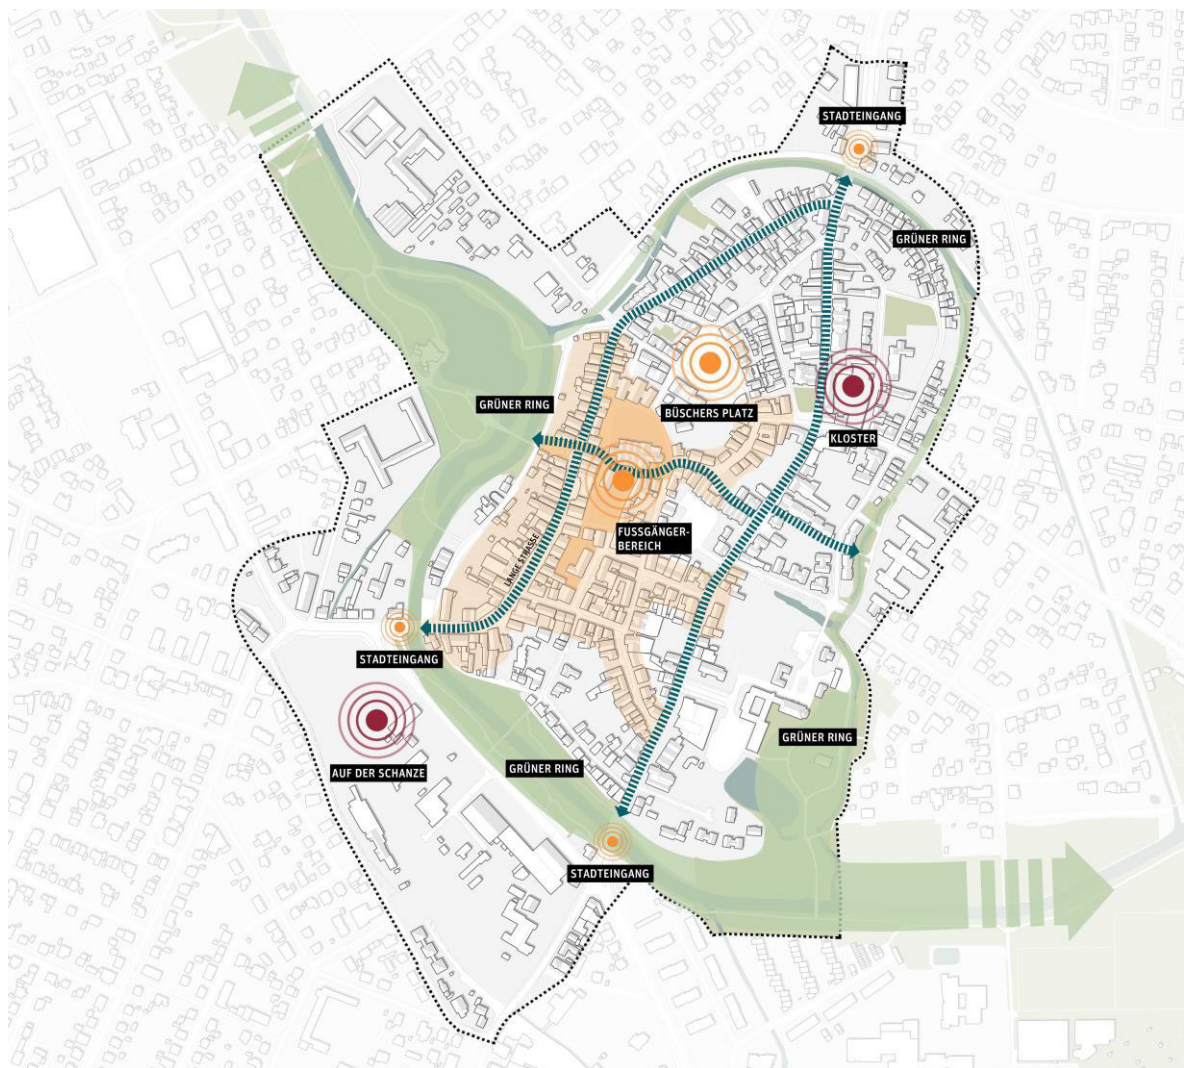 STADTEINGANG
GRÜNER RING
GRÜNER RING
BÜSCHERS PLATZ
KLOSTER
FUSSGÄNGER-
BEREICH
LANGE STRASSE
STADTEINGANG
GRÜNER RING
AUF DER SCHANZE
GRÜNER RING
STADTEINGANG